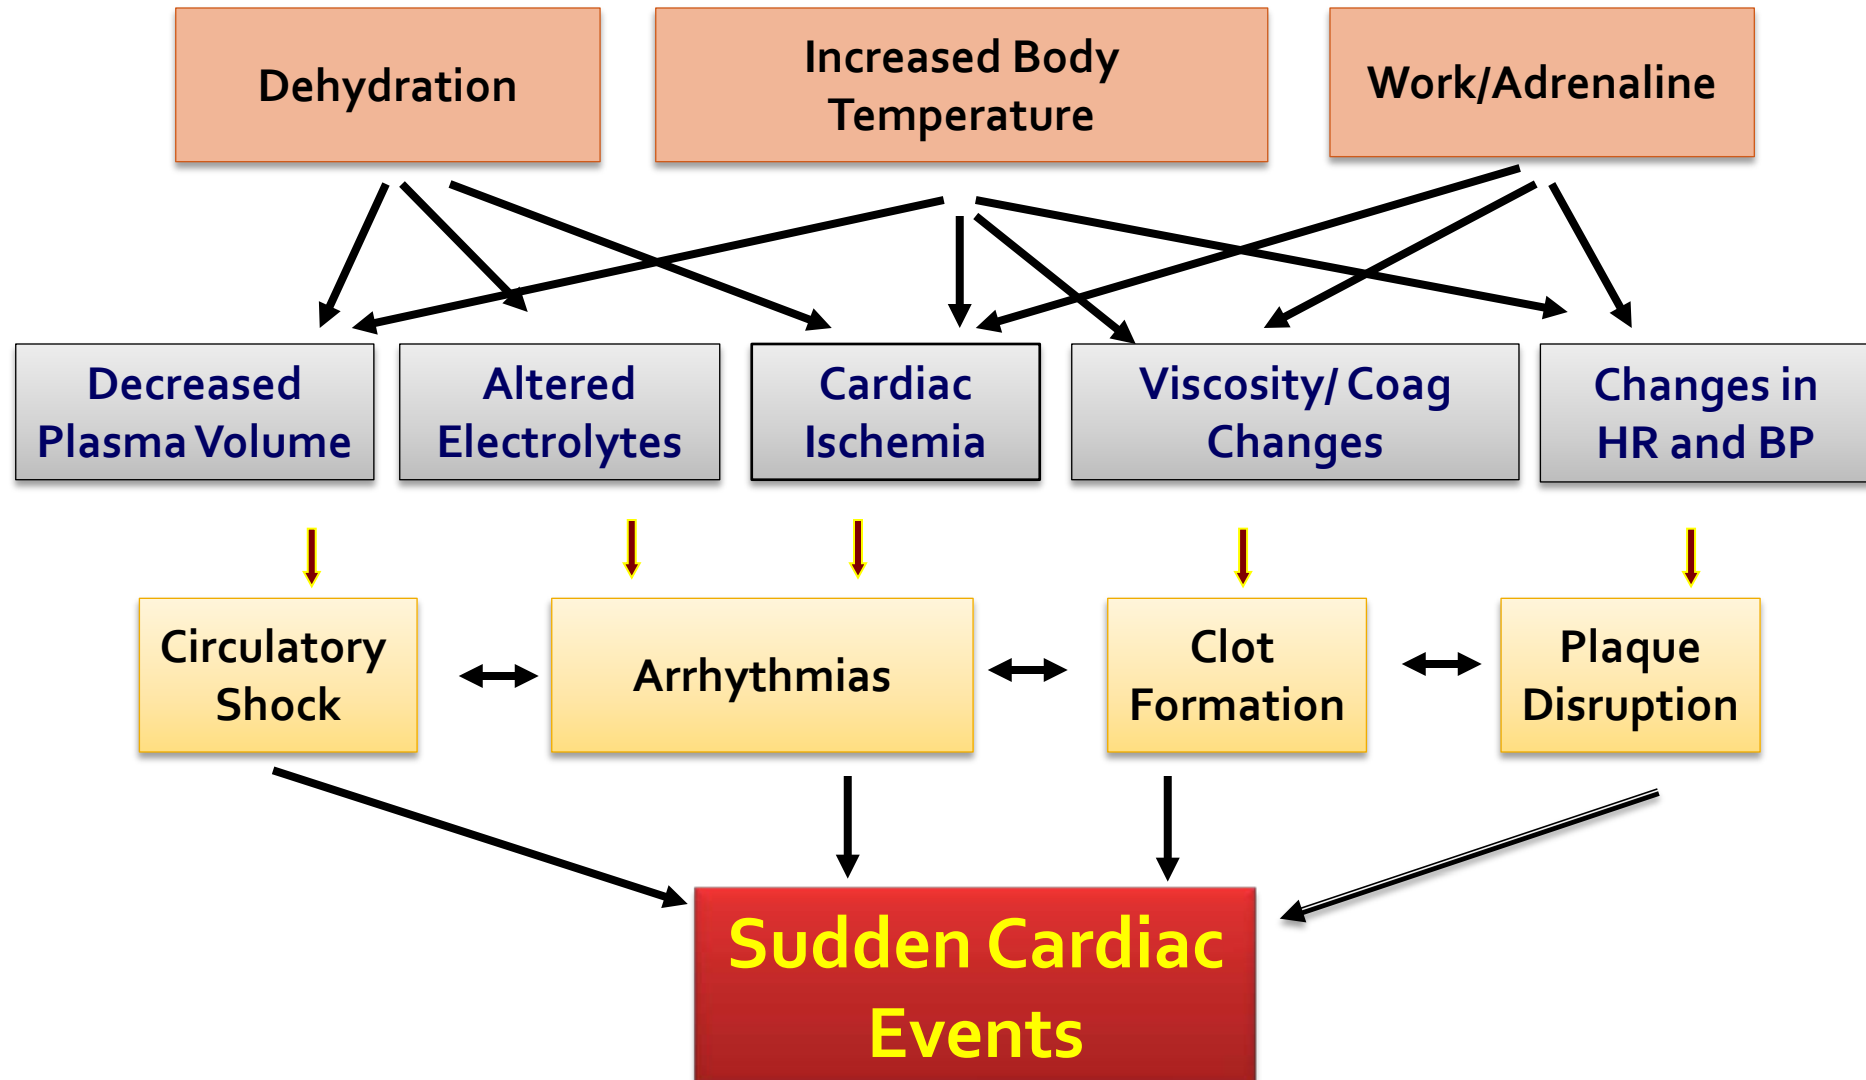 Dehydration
Increased Body
Temperature
Work/Adrenaline
Decreased
Plasma Volume
Altered
Electrolytes
Cardiac
Ischemia
Viscosity/ Coag
Changes
Changes in
HR and BP
Circulatory
Shock
Arrhythmias
Clot
Formation
Plaque
Disruption
Sudden Cardiac
Events